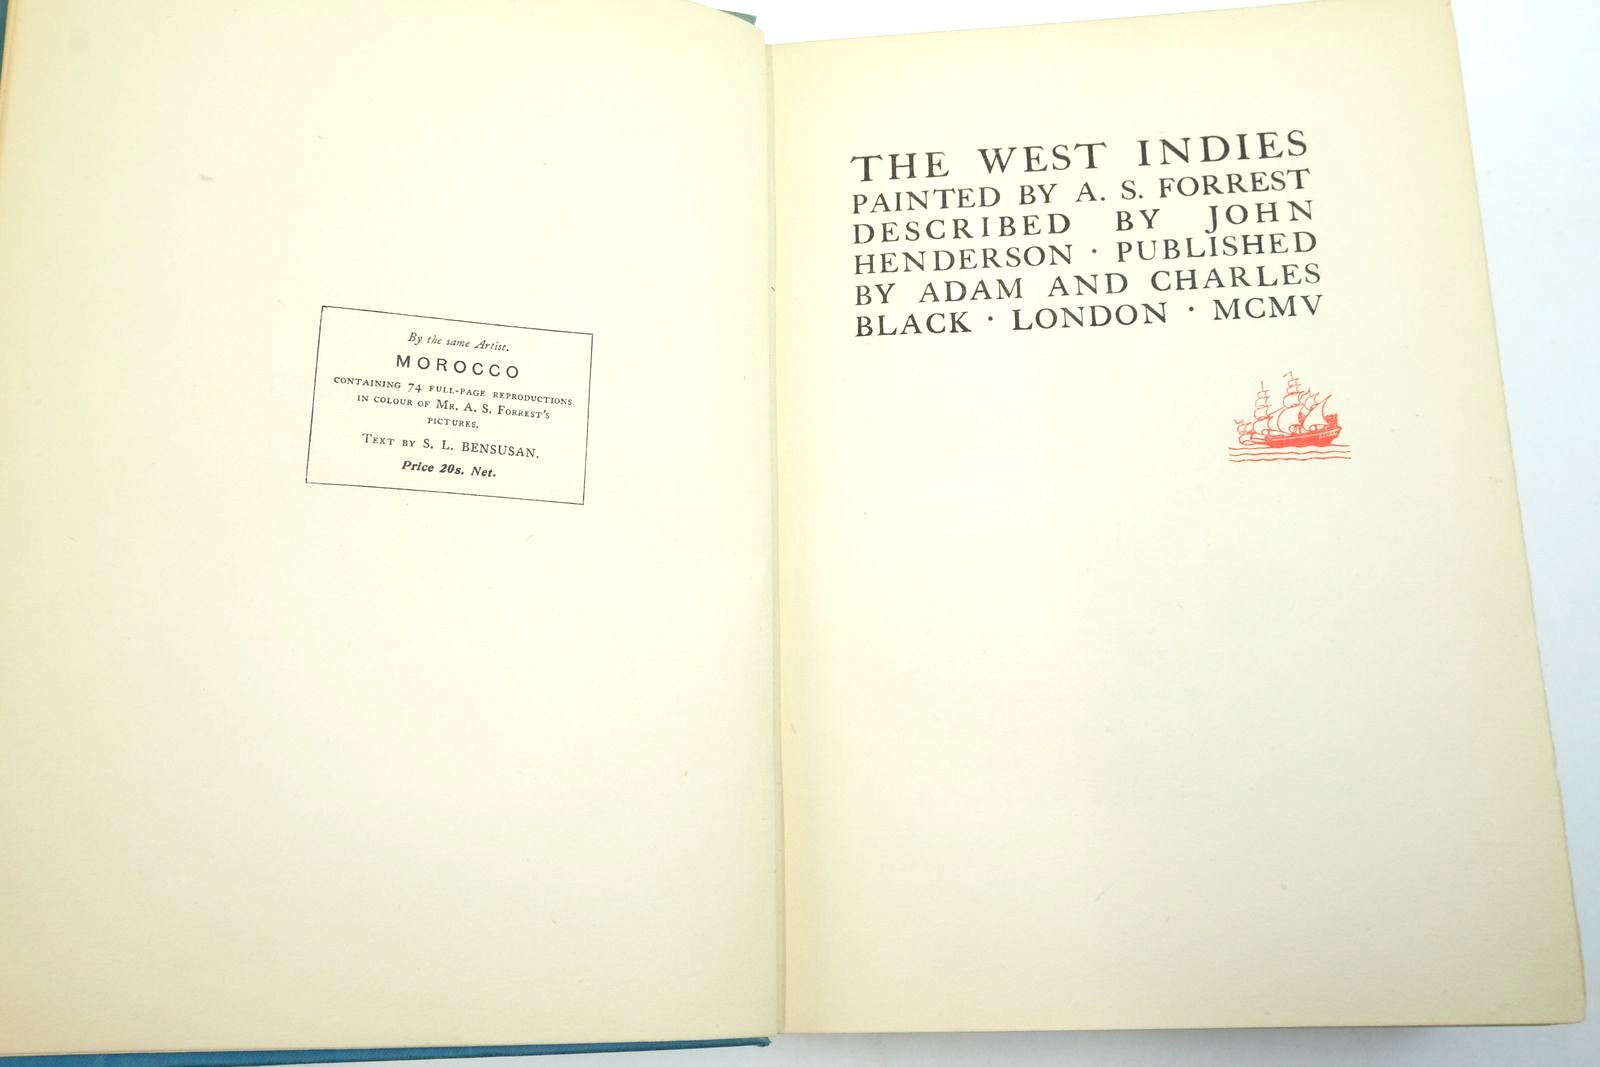 By the same Artist.
MOROCCO
CONTAINING 74 FULL-PAGE REPRODUCTIONS
IN COLOUR OF MR. A. S. FORREST'S
PICTURES.
TEXT BY S. L. BENSUSAN.
Price 20s. Net.
THE WEST INDIES
PAINTED BY A. S. FORREST
DESCRIBED BY JOHN
HENDERSON · PUBLISHED
BY ADAM AND CHARLES
BLACK · LONDON · MCMV